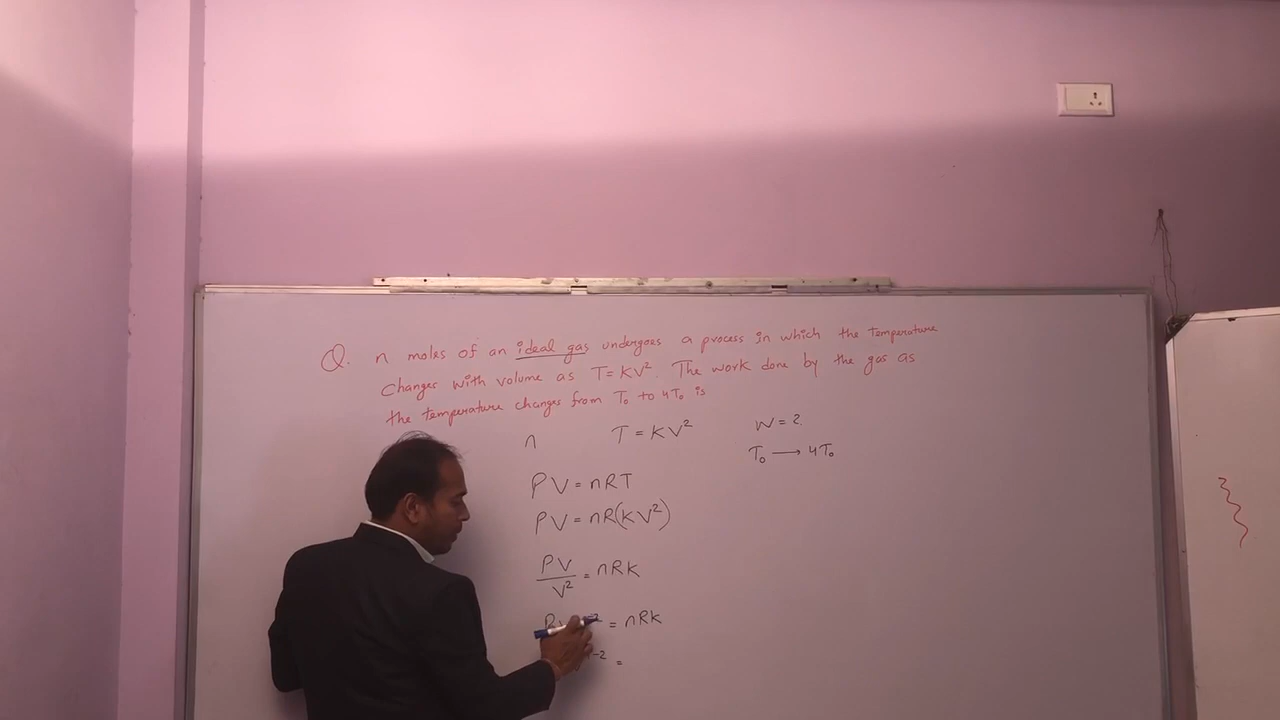 Q. n moles of an ideal gas undergoes a process in which the temperature
changes with volume as T=KV². The work done by the gas as
the temperature changes from T₀ to 4T₀ is
n T = KV² W = ?
T₀ → 4T₀
PV = nRT
PV = nR(KV²)
PV/V² = nRK
= nRK
-2 =